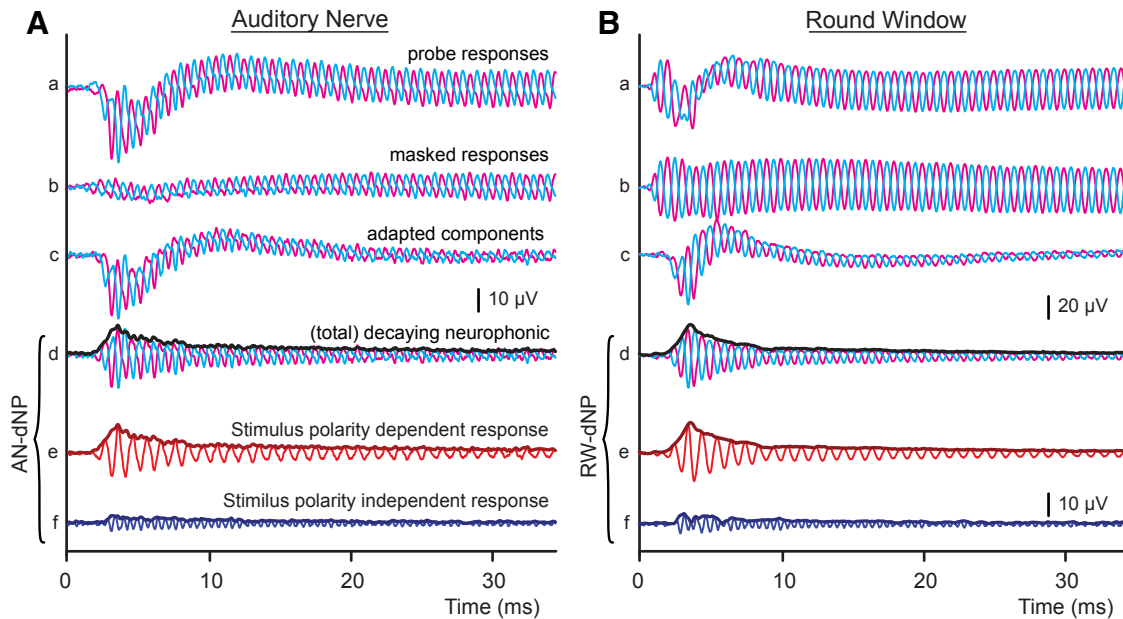 A
Auditory Nerve
probe responses
a
masked responses
b
adapted components
c
10 µV
(total) decaying neurophonic
d
AN-dNP
Stimulus polarity dependent response
e
Stimilus polarity independent response
f
0 10 20 30
Time (ms)
B
Round Window
a
b
c
20 µV
d
RW-dNP
e
10 µV
f
0 10 20 30
Time (ms)